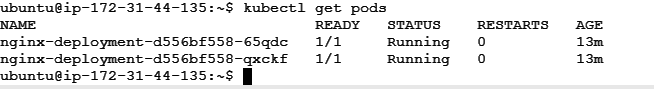 ubuntu@ip-172-31-44-135:~$ kubectl get pods
NAME READY STATUS RESTARTS AGE
nginx-deployment-d556bf558-65qdc 1/1 Running 0 13m
nginx-deployment-d556bf558-qxckf 1/1 Running 0 13m
ubuntu@ip-172-31-44-135:~$